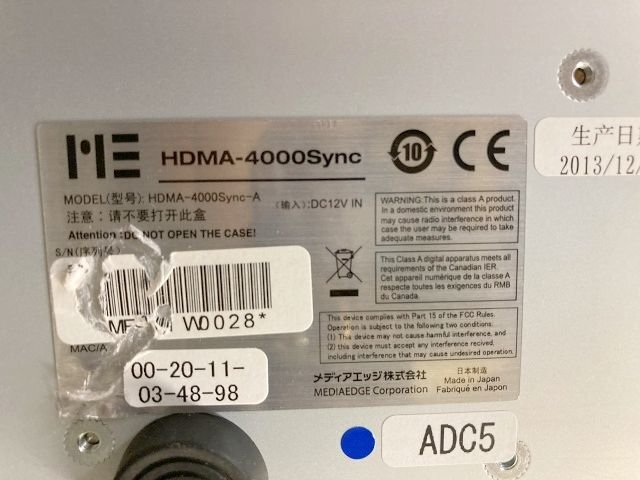 ME HDMA-4000Sync
10 CE
MODEL(型号): HDMA-4000Sync-A (输入):DC12V IN
注意：请不要打开此盒
Attention :DO NOT OPEN THE CASE!
S/N(序列号)
W0028*
MAC/A
00-20-11-
03-48-98
WARNING:This is a class A product.
In a domestic environment this product
may cause radio interference in which
case the user may be required to take
adequate measures.
This Class A digital apparatus meets all
requirements of the Canadian IER.
Cet appareil numérique de la classe A
respecte toutes les exigences du RMB
du Canada.
This device complies with Part 15 of the FCC Rules.
Operation is subject to the following two conditions:
(1) This device may not cause harmful interference, and
(2) this device must accept any interference recived,
including interference that may cause undesired operation.
メディアエッジ株式会社
MEDIAEDGE Corporation
日本制造
Made in Japan
Fabriqué en Japon
生产日
2013/12/
ADC5